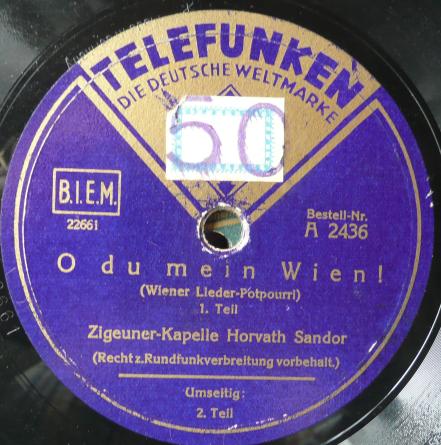 TELEFUNKEN
DIE DEUTSCHE WELTMARKE
50
B.I.E.M.
22661
Bestell-Nr.
A 2436
O du mein Wien!
(Wiener Lieder-Potpourri)
1. Teil
Zigeuner-Kapelle Horvath Sandor
(Recht z. Rundfunkverbreitung vorbehalt.)
Umseitig:
2. Teil